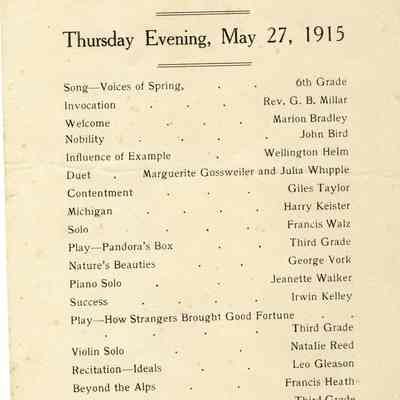 Thursday Evening, May 27, 1915
Song—Voices of Spring, . . 6th Grade
Invocation . . . Rev. G. B. Millar
Welcome . . . Marion Bradley
Nobility . . . John Bird
Influence of Example . Wellington Helm
Duet . Marguerite Gossweiler and Julia Whipple
Contentment . . Giles Taylor
Michigan . . . Harry Keister
Solo . . . . Francis Walz
Play—Pandora's Box . . Third Grade
Nature's Beauties . . George York
Piano Solo . . . Jeanette Walker
Success . . . . Irwin Kelley
Play—How Strangers Brought Good Fortune . .
. . . . . Third Grade
Violin Solo . . . Natalie Reed
Recitation—Ideals . . Leo Gleason
Beyond the Alps . . Francis Heath
Third Grade